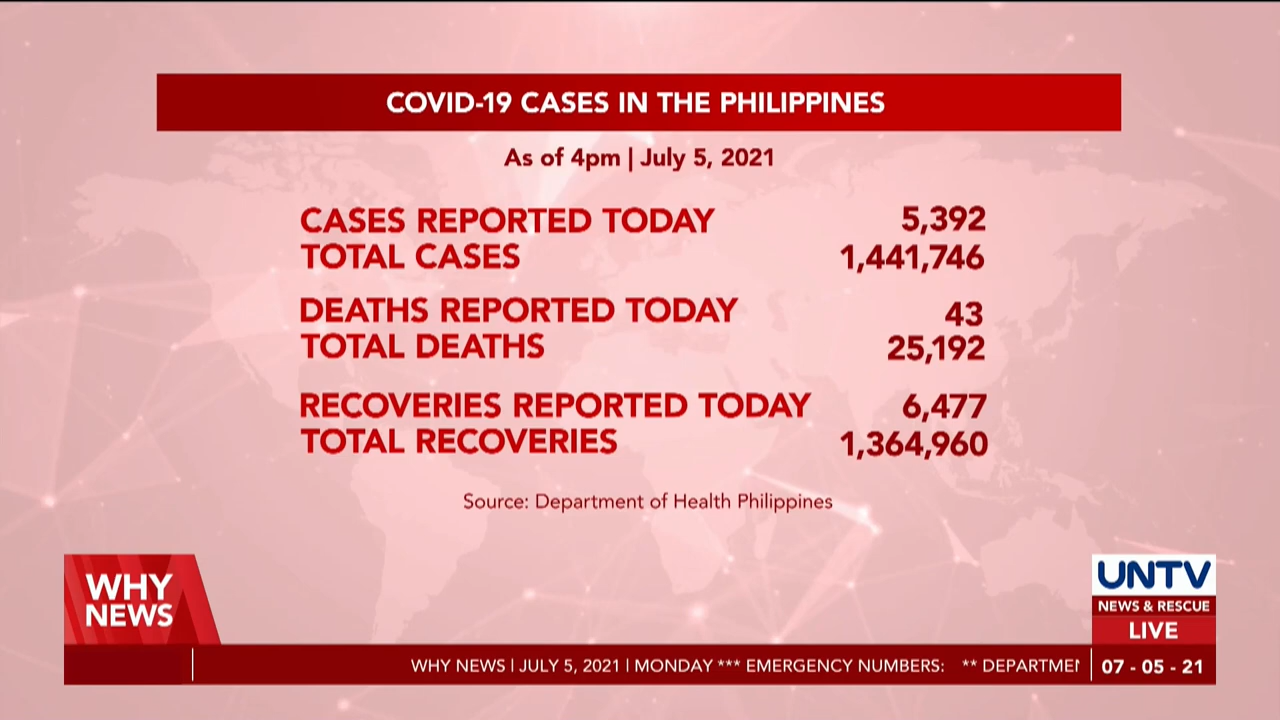 COVID-19 CASES IN THE PHILIPPINES
As of 4pm | July 5, 2021
CASES REPORTED TODAY 5,392
TOTAL CASES 1,441,746
DEATHS REPORTED TODAY 43
TOTAL DEATHS 25,192
RECOVERIES REPORTED TODAY 6,477
TOTAL RECOVERIES 1,364,960
Source: Department of Health Philippines
WHY
NEWS
UNTV
NEWS & RESCUE
LIVE
WHY NEWS | JULY 5, 2021 | MONDAY *** EMERGENCY NUMBERS: ** 07 - 05 - 21